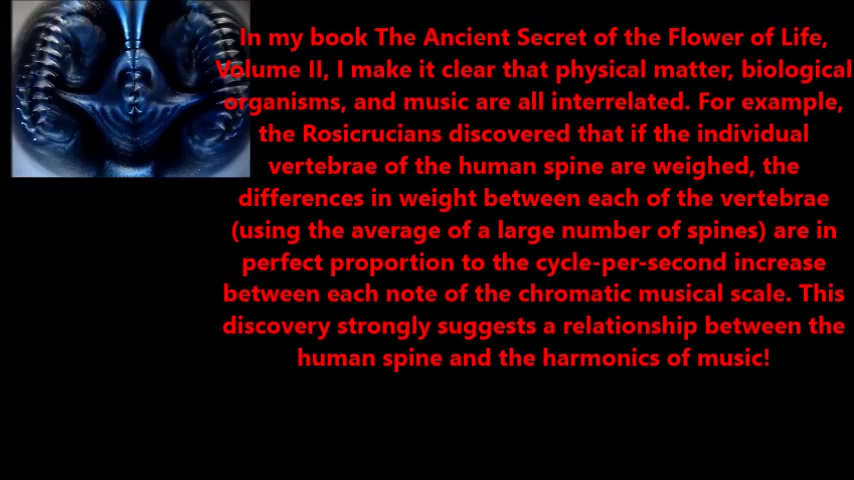 In my book The Ancient Secret of the Flower of Life,
Volume II, I make it clear that physical matter, biological
organisms, and music are all interrelated. For example,
the Rosicrucians discovered that if the individual
vertebrae of the human spine are weighed, the
differences in weight between each of the vertebrae
(using the average of a large number of spines) are in
perfect proportion to the cycle-per-second increase
between each note of the chromatic musical scale. This
discovery strongly suggests a relationship between the
human spine and the harmonics of music!